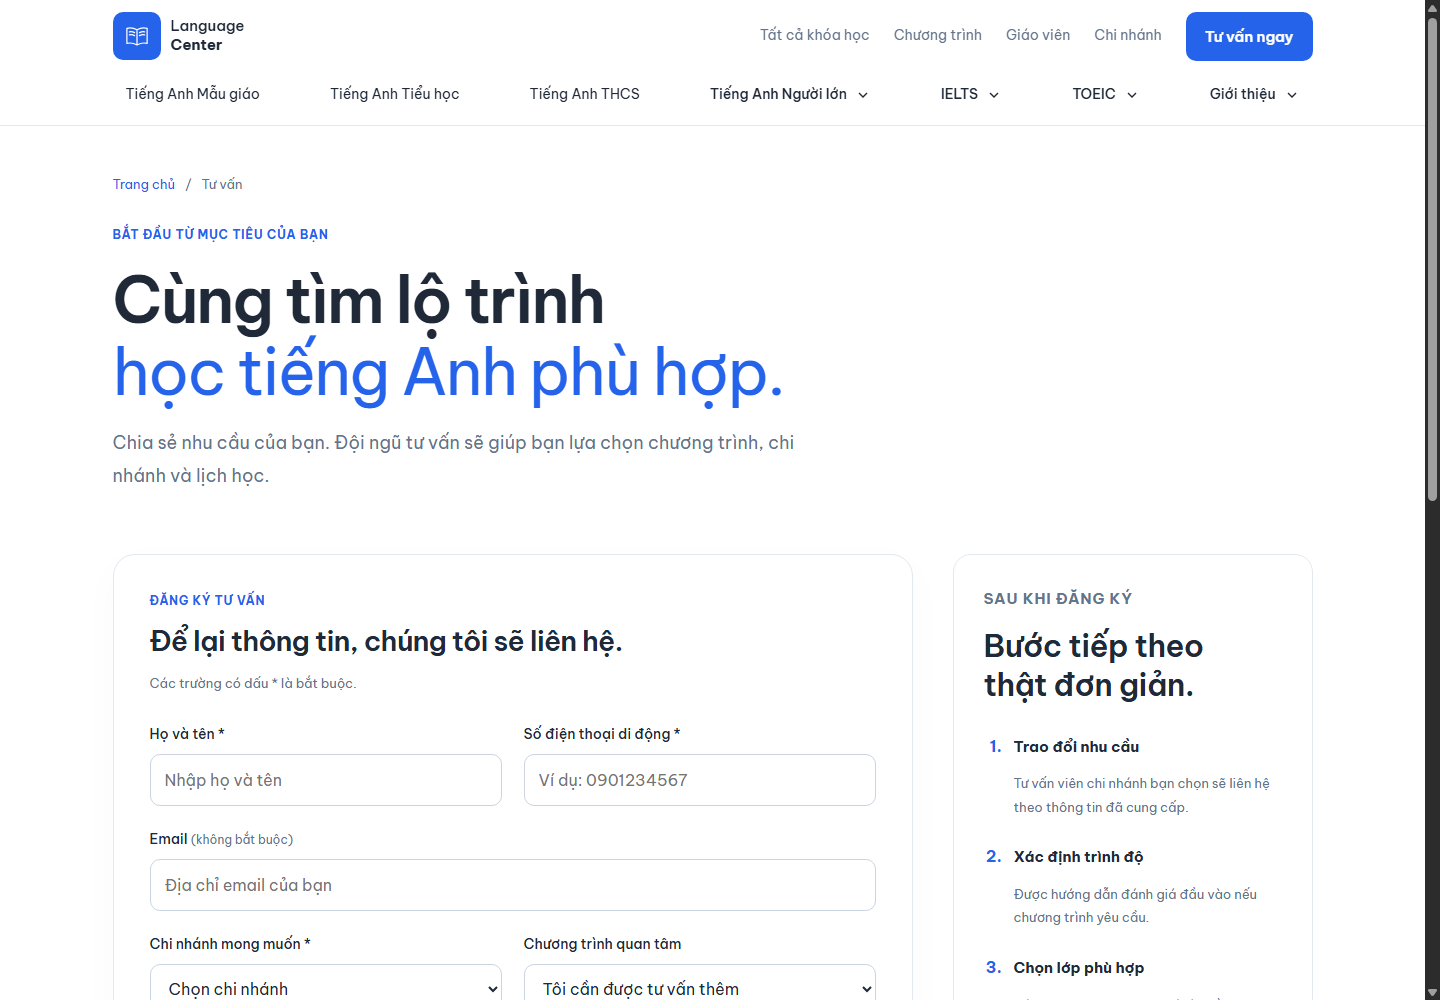 Language
Center
Tất cả khóa học
Chương trình
Giáo viên
Chi nhánh
Tư vấn ngay
Tiếng Anh Mẫu giáo
Tiếng Anh Tiểu học
Tiếng Anh THCS
Tiếng Anh Người lớn
IELTS
TOEIC
Giới thiệu
Trang chủ / Tư vấn
BẮT ĐẦU TỪ MỤC TIÊU CỦA BẠN
Cùng tìm lộ trình
học tiếng Anh phù hợp.
Chia sẻ nhu cầu của bạn. Đội ngũ tư vấn sẽ giúp bạn lựa chọn chương trình, chi
nhánh và lịch học.
ĐĂNG KÝ TƯ VẤN
Để lại thông tin, chúng tôi sẽ liên hệ.
Các trường có dấu * là bắt buộc.
Họ và tên *
Nhập họ và tên
Số điện thoại di động *
Ví dụ: 0901234567
Email (không bắt buộc)
Địa chỉ email của bạn
Chi nhánh mong muốn *
Chọn chi nhánh
Chương trình quan tâm
Tôi cần được tư vấn thêm
SAU KHI ĐĂNG KÝ
Bước tiếp theo
thật đơn giản.
1. Trao đổi nhu cầu
Tư vấn viên chi nhánh bạn chọn sẽ liên hệ
theo thông tin đã cung cấp.
2. Xác định trình độ
Được hướng dẫn đánh giá đầu vào nếu
chương trình yêu cầu.
3. Chọn lớp phù hợp